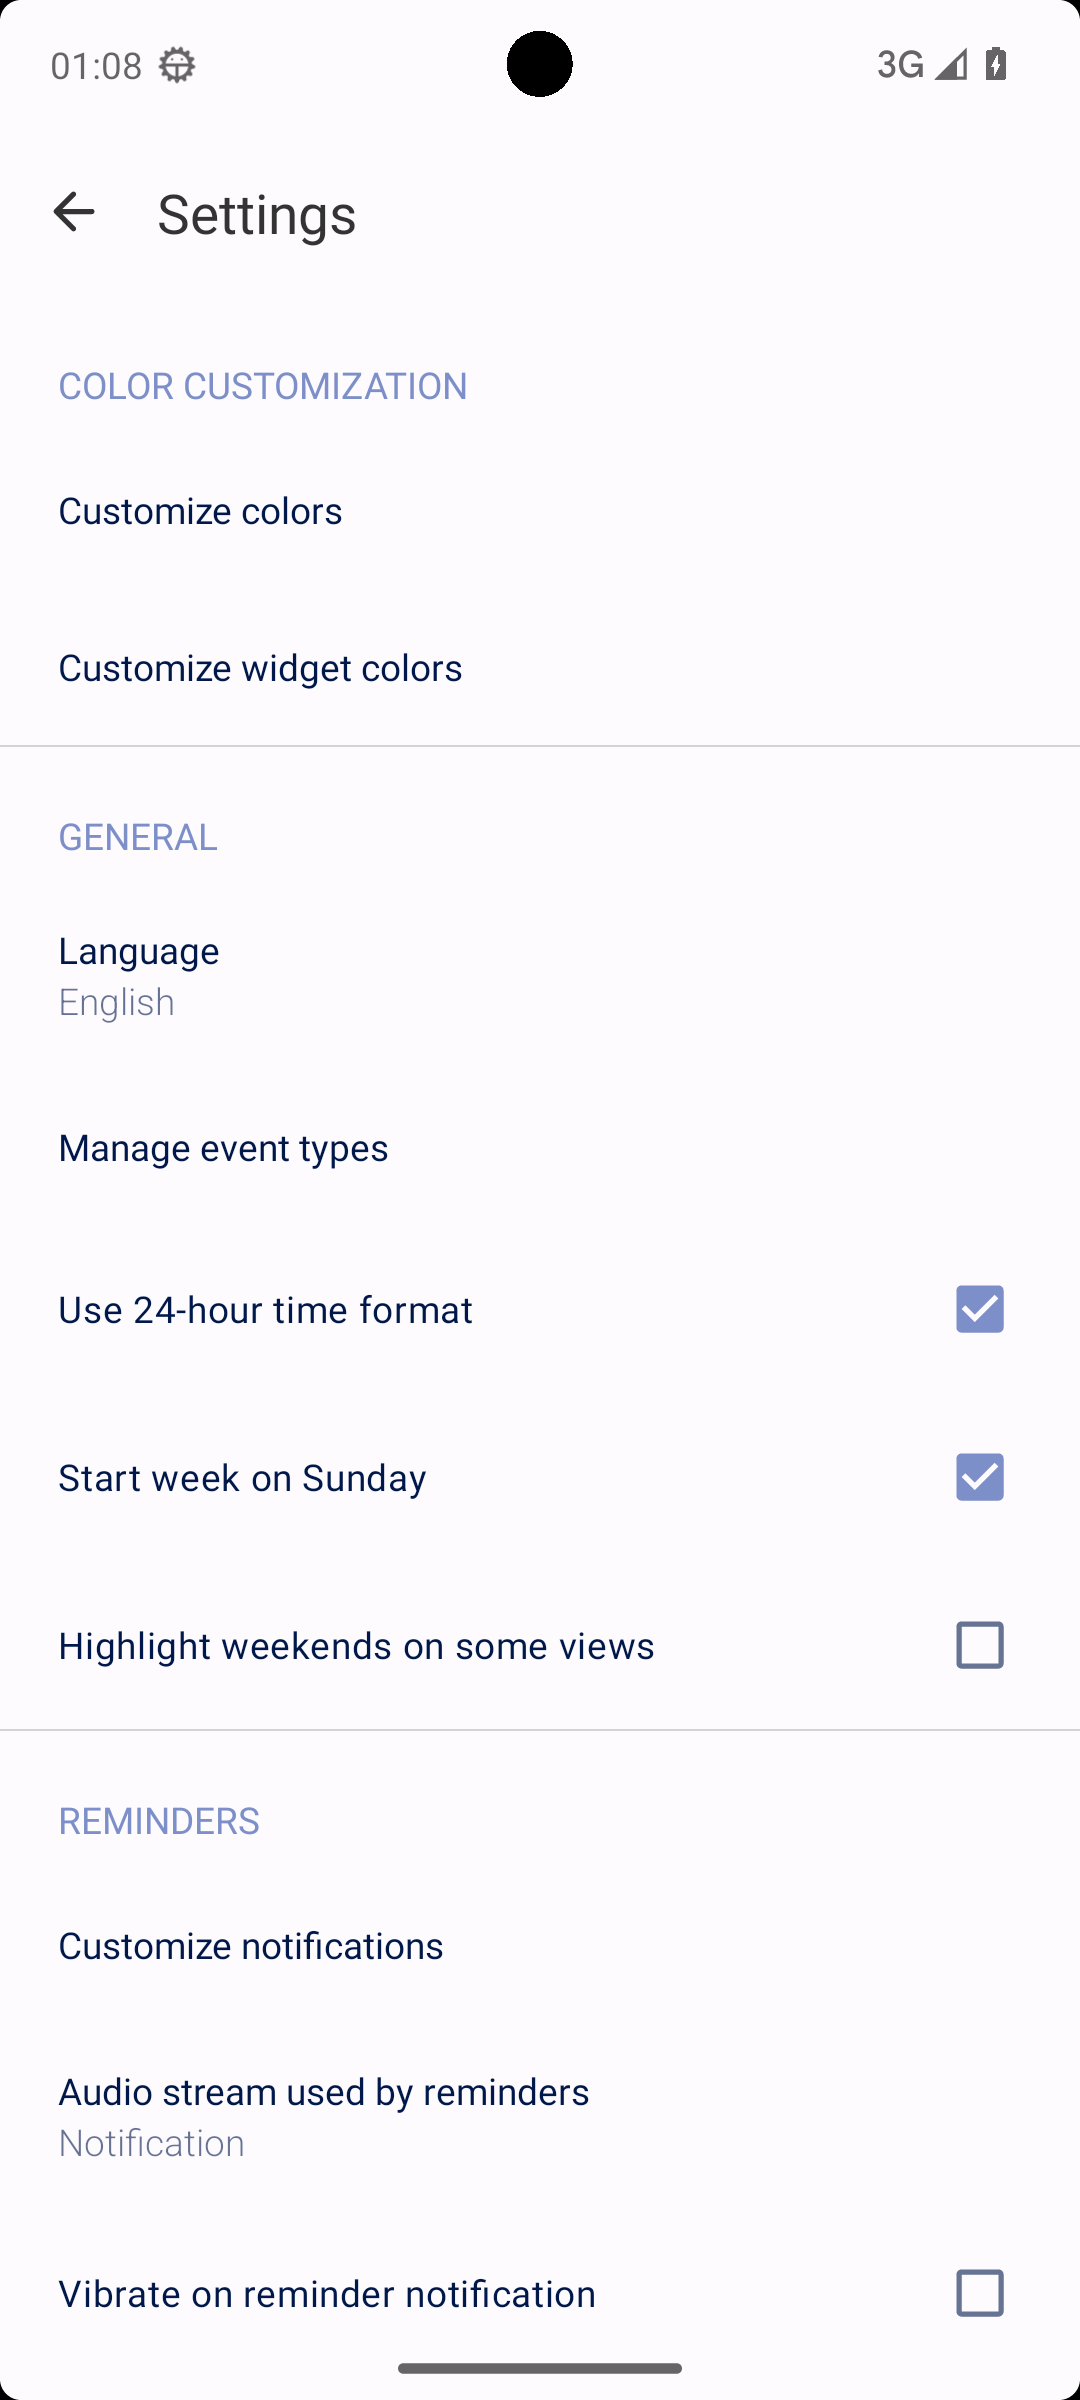 01:08
3G
Settings
COLOR CUSTOMIZATION
Customize colors
Customize widget colors
GENERAL
Language
English
Manage event types
Use 24-hour time format
Start week on Sunday
Highlight weekends on some views
REMINDERS
Customize notifications
Audio stream used by reminders
Notification
Vibrate on reminder notification